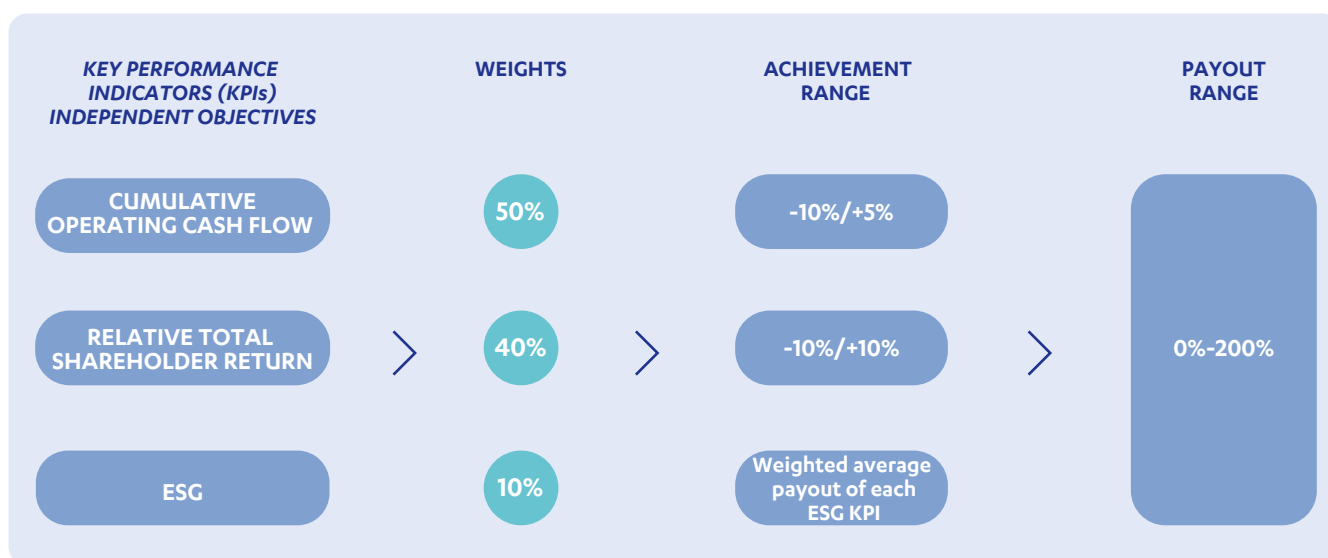 KEY PERFORMANCE
INDICATORS (KPIs)
INDEPENDENT OBJECTIVES
WEIGHTS
ACHIEVEMENT
RANGE
PAYOUT
RANGE
CUMULATIVE
OPERATING CASH FLOW
50%
-10%/+5%
RELATIVE TOTAL
SHAREHOLDER RETURN
40%
-10%/+10%
0%-200%
ESG
10%
Weighted average
payout of each
ESG KPI